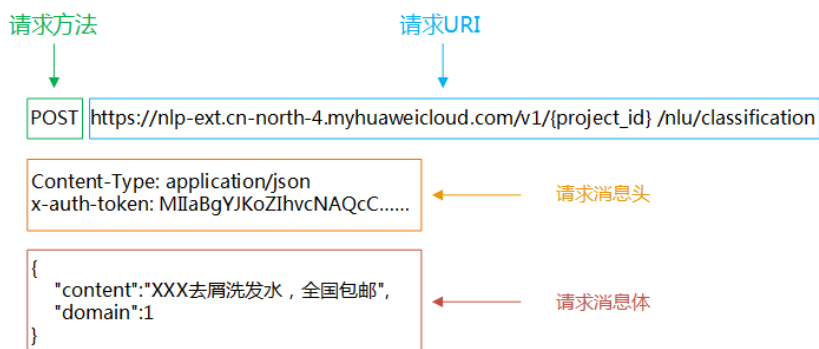 请求方法
请求URI
POST https://nlp-ext.cn-north-4.myhuaweicloud.com/v1/{project_id} /nlu/classification
Content-Type: application/json
x-auth-token: MIIaBgYJKoZIhvcNAQcC......
请求消息头
{
"content":"XXX去屑洗发水，全国包邮",
"domain":1
}
请求消息体